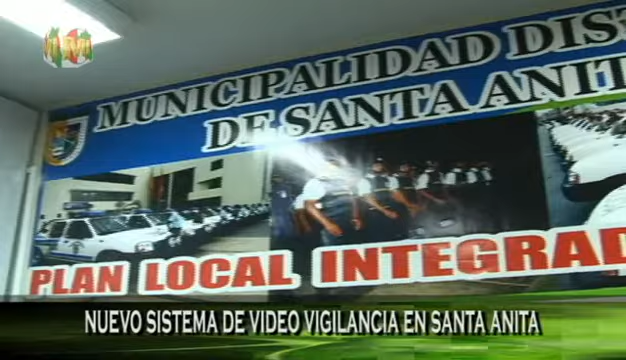 MUNICIPALIDAD DIS
DE SANTA ANIT
PLAN LOCAL INTEGRAD
NUEVO SISTEMA DE VIDEO VIGILANCIA EN SANTA ANITA